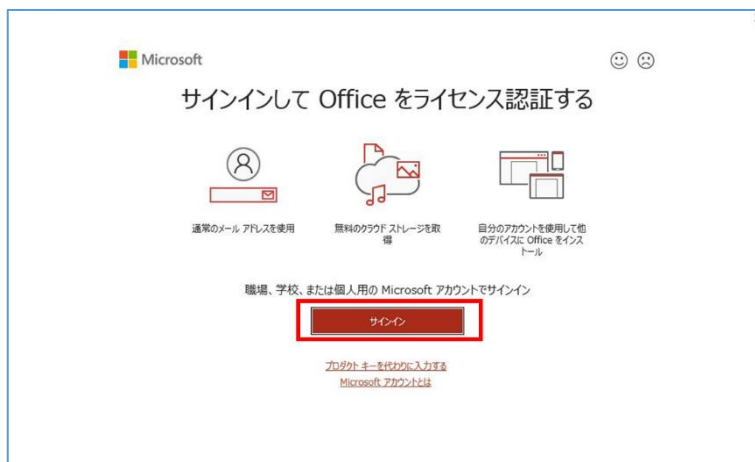 Microsoft
サインインして Office をライセンス認証する
通常のメール アドレスを使用
無料のクラウド ストレージを取
得
自分のアカウントを使用して他
のデバイスに Office をインス
トール
職場、学校、または個人用の Microsoft アカウントでサインイン
サインイン
プロダクト キーを代わりに入力する
Microsoft アカウントとは